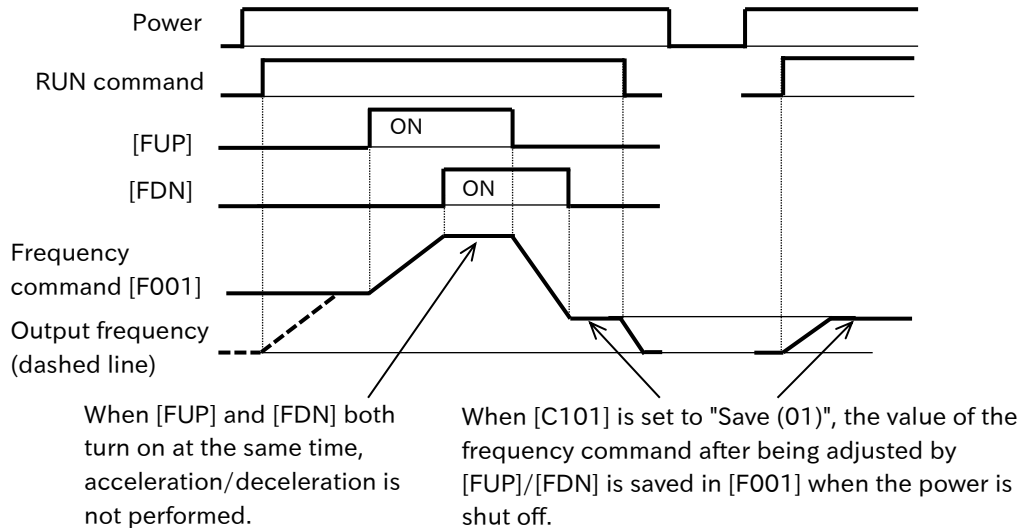 Power
RUN command
[FUP]
ON
[FDN]
ON
Frequency
command [F001]
Output frequency
(dashed line)
When [FUP] and [FDN] both
turn on at the same time,
acceleration/deceleration is
not performed.
When [C101] is set to "Save (01)", the value of the
frequency command after being adjusted by
[FUP]/[FDN] is saved in [F001] when the power is
shut off.